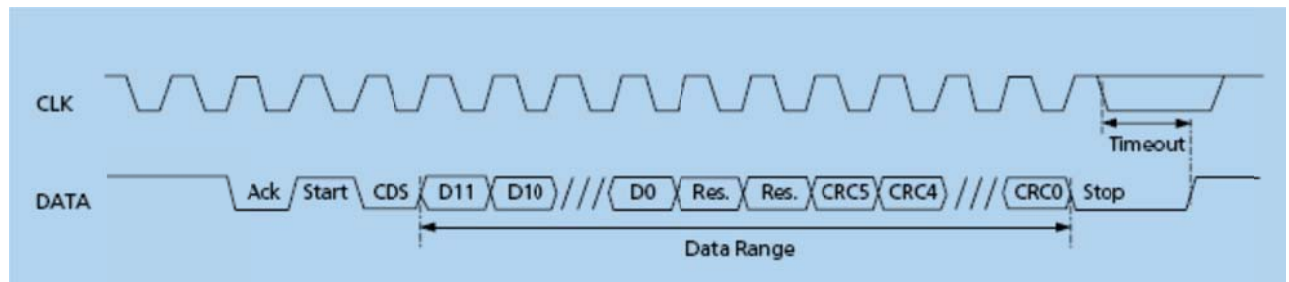 CLK
Timeout
DATA Ack Start CDS D11 D10 D0 Res. Res. CRC5 CRC4 CRC0 Stop
Data Range